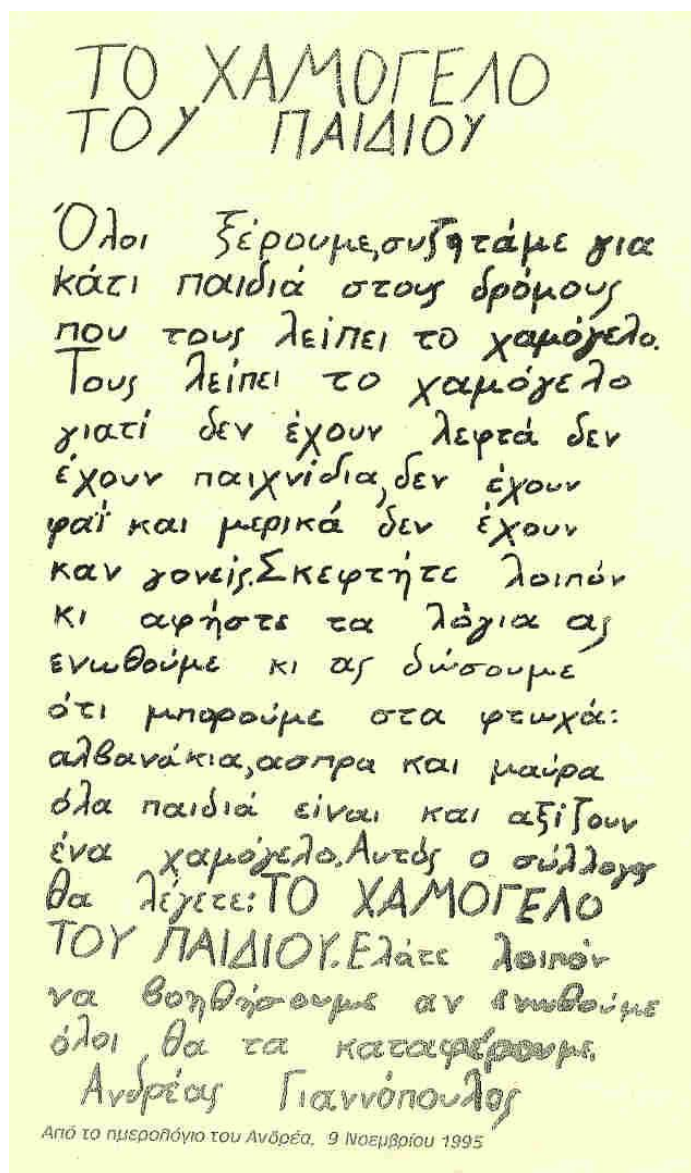 ΤΟ ΧΑΜΟΓΕΛΟ
ΤΟΥ ΠΑΙΔΙΟΥ
Όλοι ξέρουμε,συζητάμε για
κάτι παιδιά στους δρόμους
που τους λείπει το χαμόγελο.
Τους λείπει το χαμόγελο
γιατί δεν έχουν λεφτά δεν
έχουν παιχνίδια,δεν έχουν
φαϊ και μερικά δεν έχουν
καν γονείς.Σκεφτήτε λοιπόν
κι αφήστε τα λόγια ας
ενωθούμε κι ας δώσουμε
ότι μπορούμε στα φτωχά:
αλβανάκια,ασπρα και μαύρα
όλα παιδιά είναι και αξίζουν
ένα χαμόγελο.Αυτός ο σύλλογος
θα λέγετε:ΤΟ ΧΑΜΟΓΕΛΟ
ΤΟΥ ΠΑΙΔΙΟΥ.Ελάτε λοιπόν
να βοηθήσουμε αν ενωθούμε
όλοι θα τα καταφέρουμε.
Ανδρέας Γιαννόπουλος
Από το ημερολόγιο του Ανδρέα, 9 Νοεμβρίου 1995